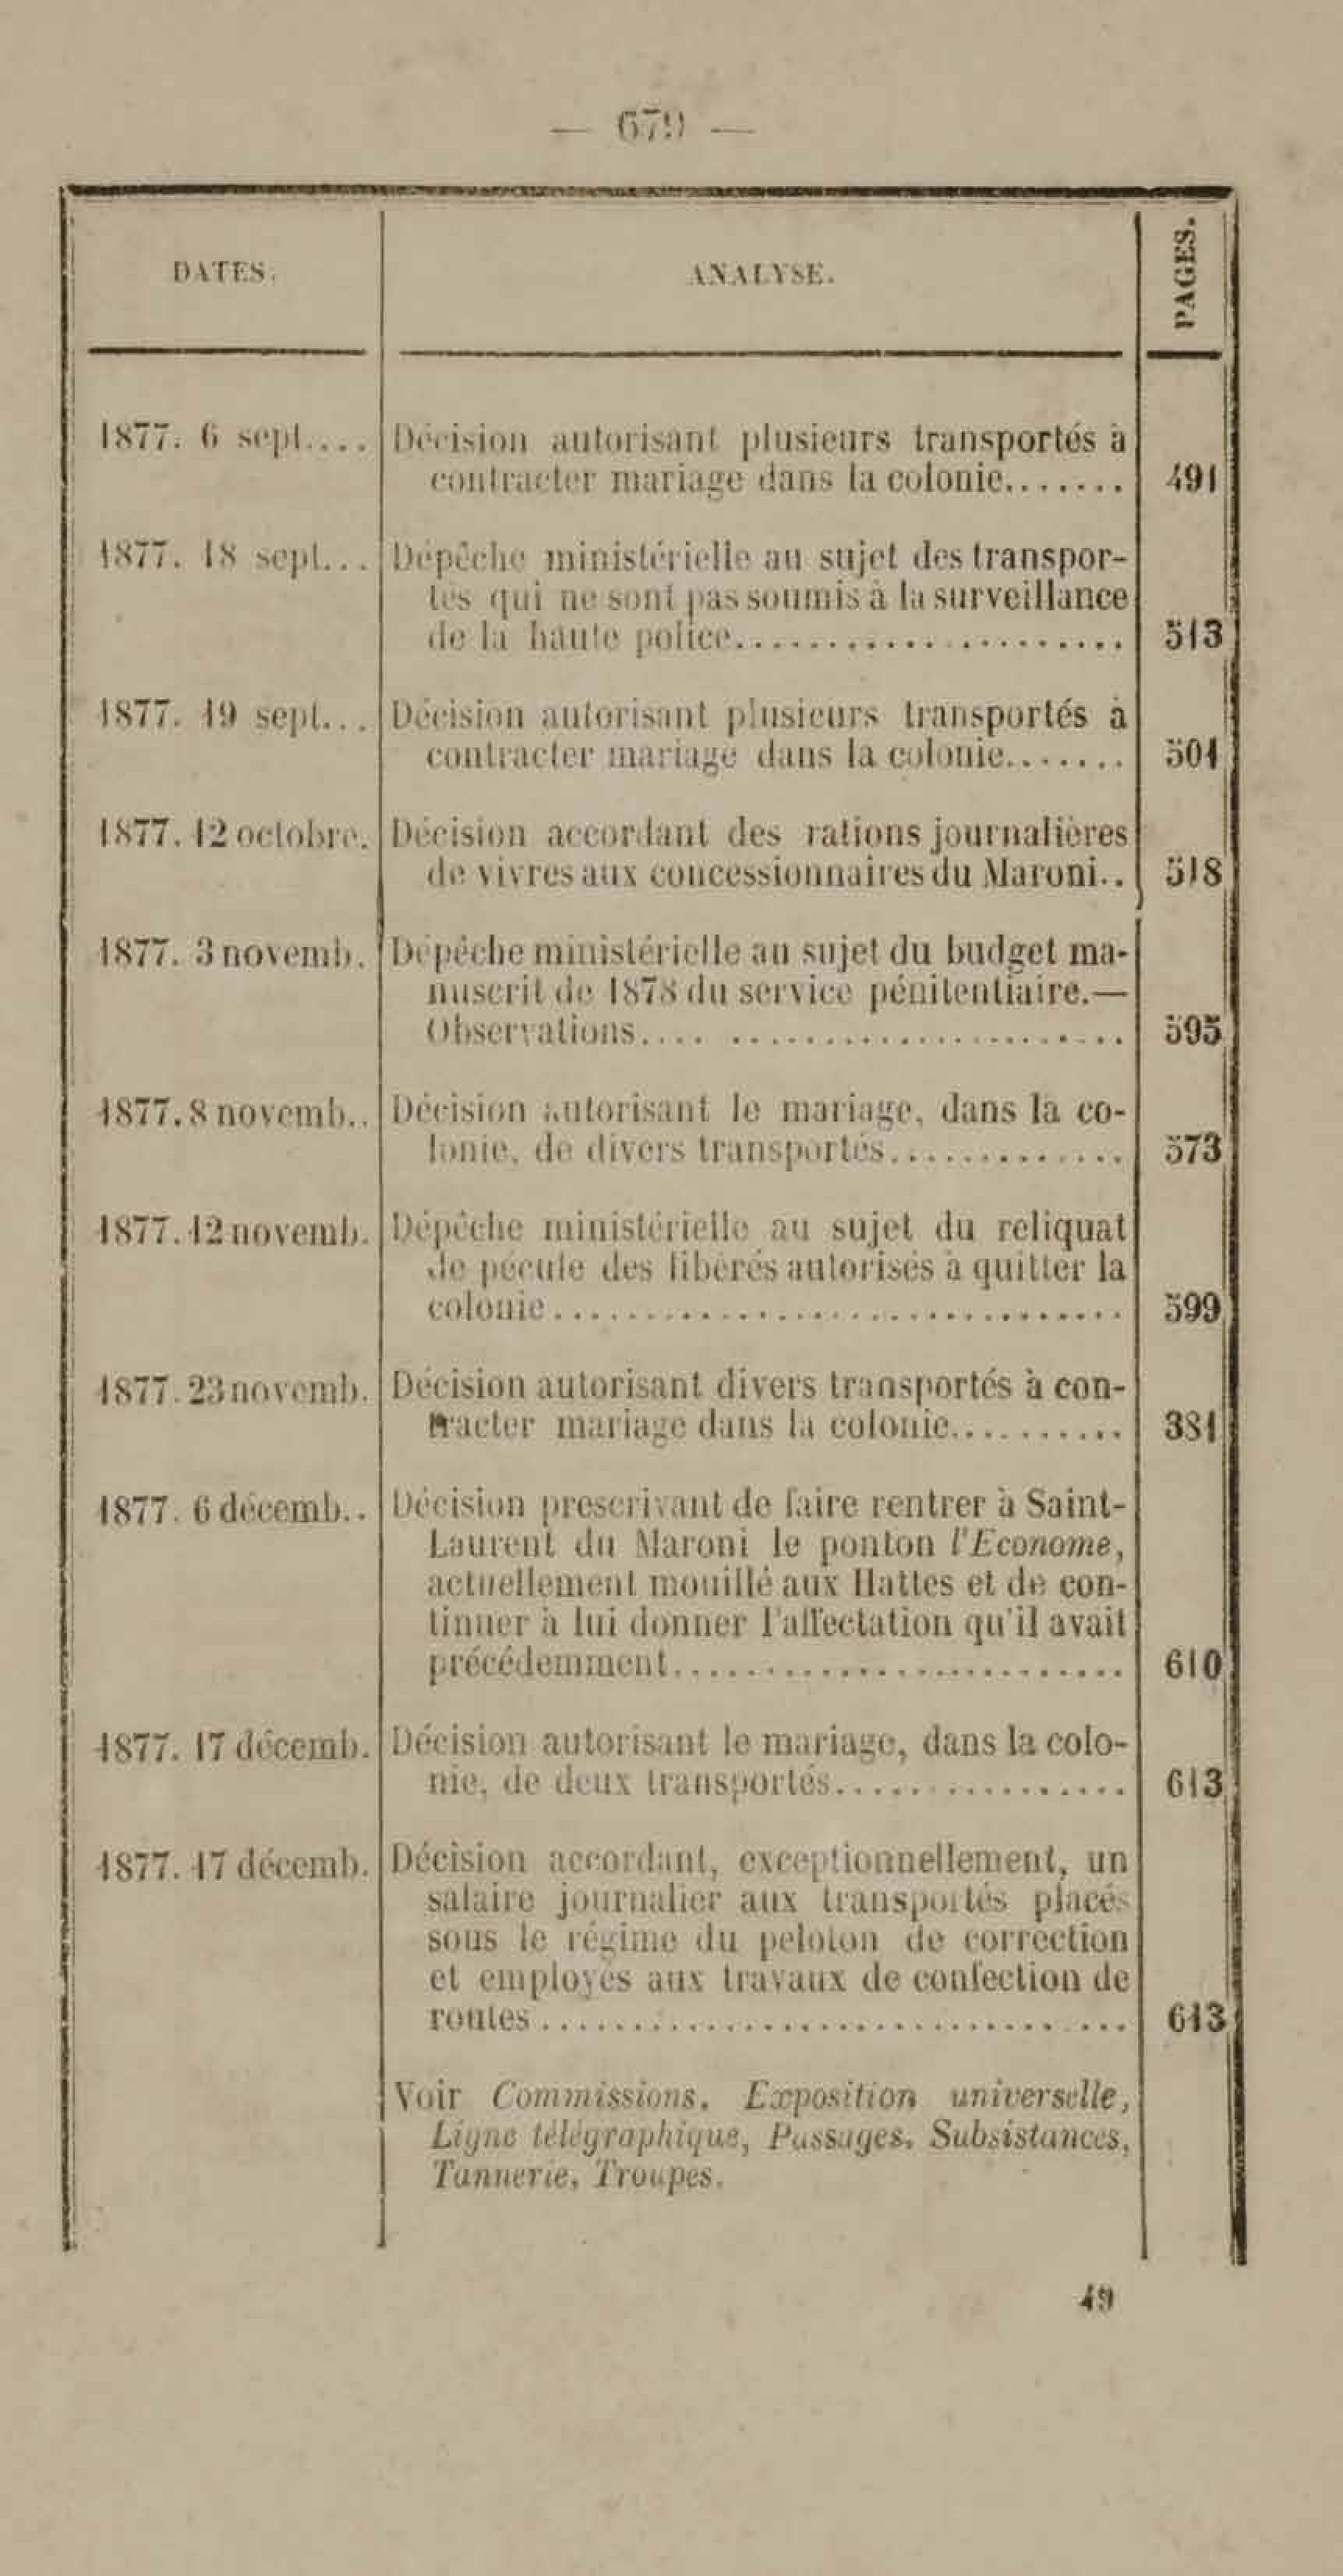 — 679 —
DATES.
ANALYSE.
PAGES.
1877. 6 sept.... Décision autorisant plusieurs transportés à
contracter mariage dans la colonie....... 491
1877. 18 sept... Dépêche ministérielle au sujet des transpor-
tés qui ne sont pas soumis à la surveillance
de la haute police..................... 513
1877. 19 sept... Décision autorisant plusieurs transportés à
contracter mariage dans la colonie....... 501
1877. 12 octobre. Décision accordant des rations journalières
de vivres aux concessionnaires du Maroni.. 518
1877. 3 novemb. Dépêche ministérielle au sujet du budget ma-
nuscrit de 1878 du service pénitentiaire.—
Observations.... ...................... 595
1877. 8 novemb.. Décision autorisant le mariage, dans la co-
lonie, de divers transportés............. 573
1877. 12 novemb. Dépêche ministérielle au sujet du reliquat
de pécule des libérés autorisés à quitter la
colonie............................... 599
1877. 23 novemb. Décision autorisant divers transportés à con-
tracter mariage dans la colonie.......... 381
1877. 6 décemb.. Décision prescrivant de faire rentrer à Saint-
Laurent du Maroni le ponton l'Econome,
actuellement mouillé aux Hattes et de con-
tinuer à lui donner l'affectation qu'il avait
précédemment......................... 610
1877. 17 décemb. Décision autorisant le mariage, dans la colo-
nie, de deux transportés................ 613
1877. 17 décemb. Décision accordant, exceptionnellement, un
salaire journalier aux transportés placés
sous le régime du peloton de correction
et employés aux travaux de confection de
routes................................ 613
Voir Commissions, Exposition universelle,
Ligne télégraphique, Passages, Subsistances,
Tannerie, Troupes.
49